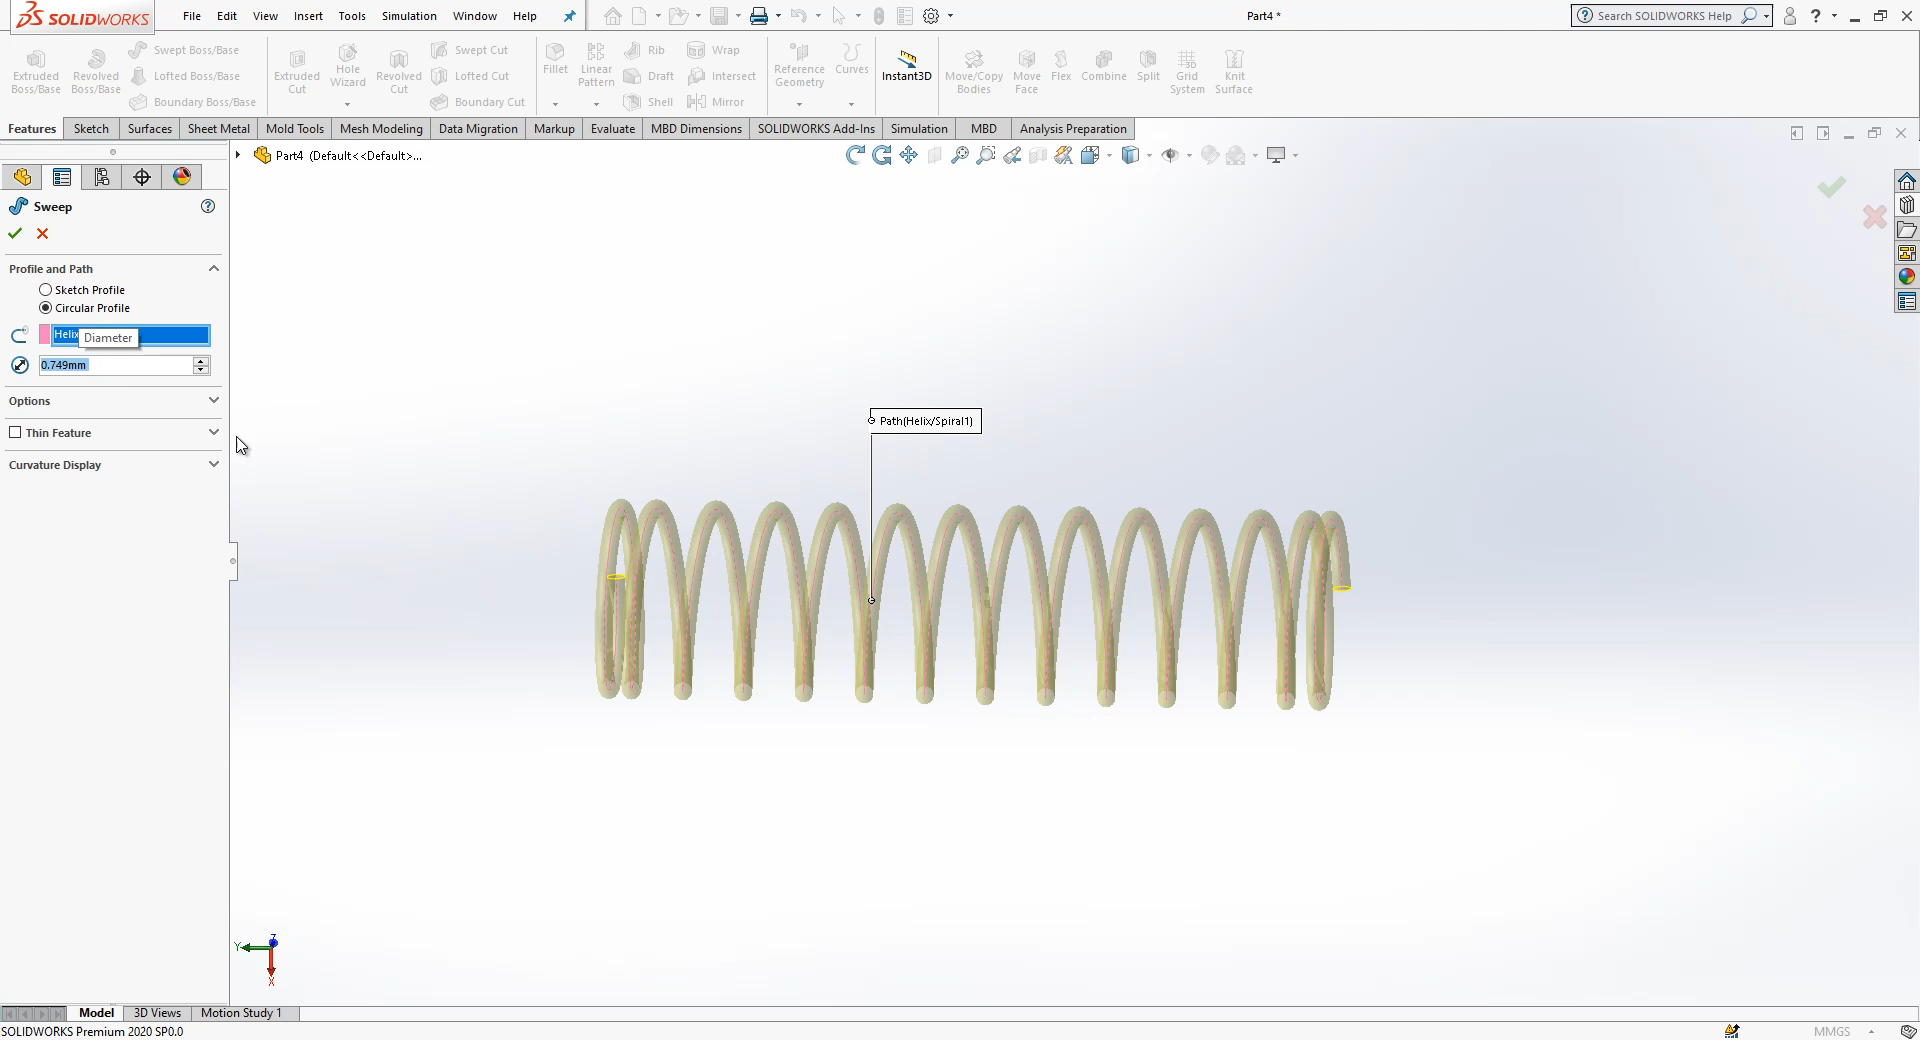 SOLIDWORKS File Edit View Insert Tools Simulation Window Help Part4 * Search SOLIDWORKS Help ?
Extruded Boss/Base
Revolved Boss/Base
Swept Boss/Base
Lofted Boss/Base
Boundary Boss/Base
Extruded Cut
Hole Wizard
Revolved Cut
Swept Cut
Lofted Cut
Boundary Cut
Fillet
Linear Pattern
Rib
Draft
Shell
Wrap
Intersect
Mirror
Reference Geometry
Curves
Instant3D
Move/Copy Bodies
Move Face
Flex
Combine
Split
Grid System
Knit Surface
Features Sketch Surfaces Sheet Metal Mold Tools Mesh Modeling Data Migration Markup Evaluate MBD Dimensions SOLIDWORKS Add-Ins Simulation MBD Analysis Preparation
Part4 (Default<<Default>...
Sweep ?
Profile and Path
Sketch Profile
Circular Profile
Helix
Diameter
0.749mm
Options
Thin Feature
Curvature Display
Path(Helix/Spiral1)
Z
Y
X
Model 3D Views Motion Study 1
SOLIDWORKS Premium 2020 SP0.0 MMGS